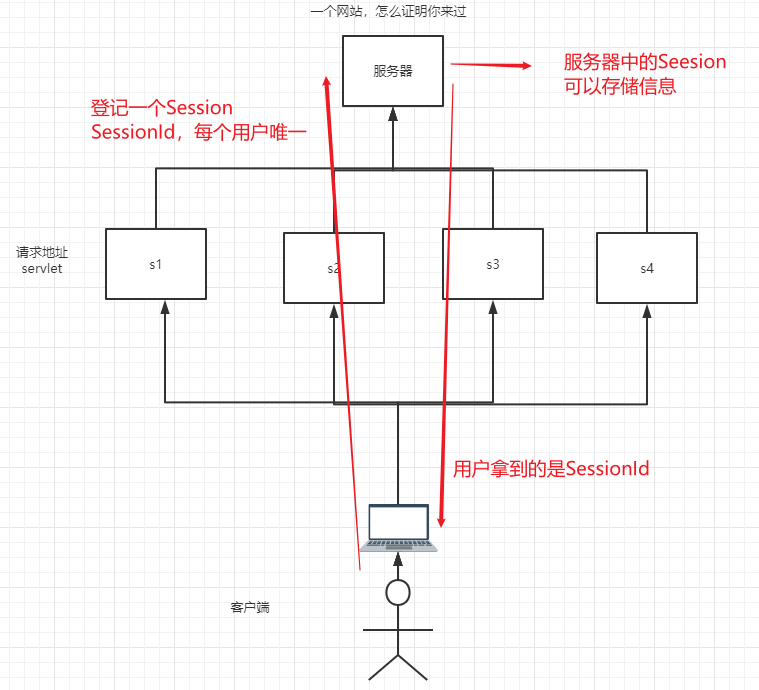 一个网站，怎么证明你来过
服务器
服务器中的Seesion
可以存储信息
登记一个Session
SessionId，每个用户唯一
请求地址
servlet
s1
s2
s3
s4
用户拿到的是SessionId
客户端